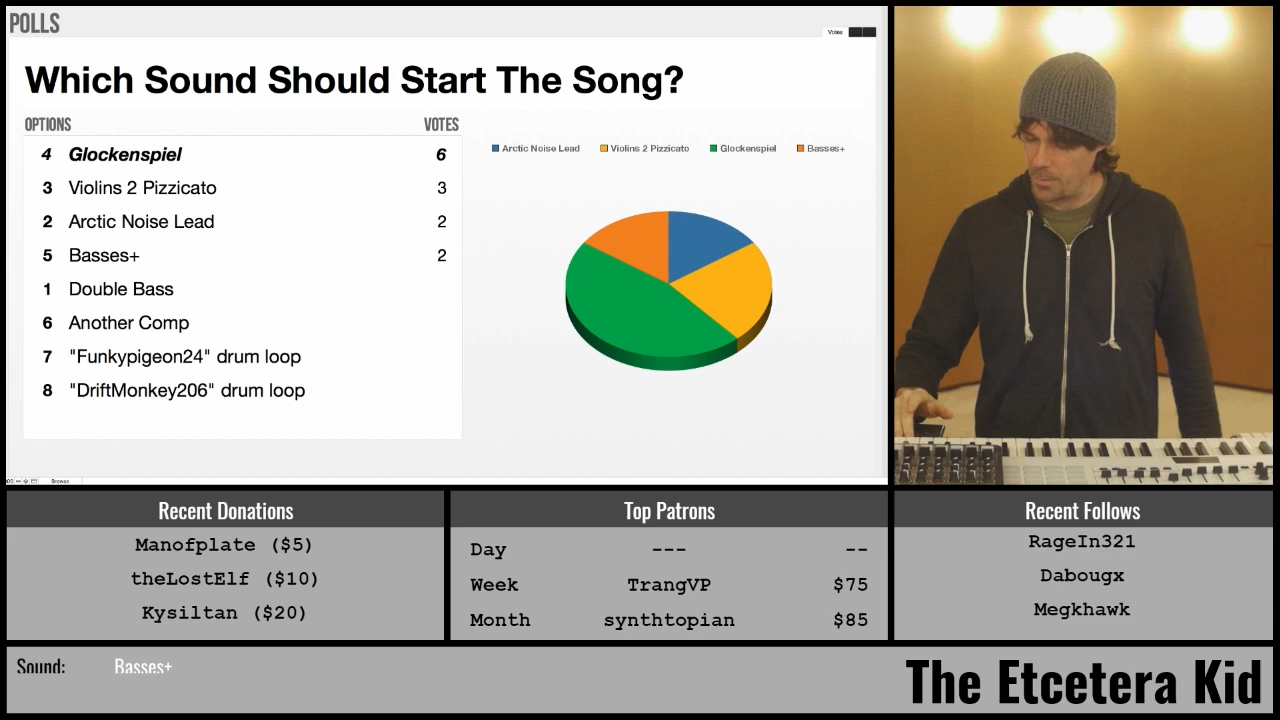 POLLS
Votes
Which Sound Should Start The Song?
OPTIONS VOTES
4 Glockenspiel 6
3 Violins 2 Pizzicato 3
2 Arctic Noise Lead 2
5 Basses+ 2
1 Double Bass
6 Another Comp
7 "Funkypigeon24" drum loop
8 "DriftMonkey206" drum loop
Arctic Noise Lead Violins 2 Pizzicato Glockenspiel Basses+
Browse
Recent Donations
Manofplate ($5)
theLostElf ($10)
Kysiltan ($20)
Top Patrons
Day --- --
Week TrangVP $75
Month synthtopian $85
Recent Follows
RageIn321
Dabougx
Megkhawk
Sound: Basses+
The Etcetera Kid